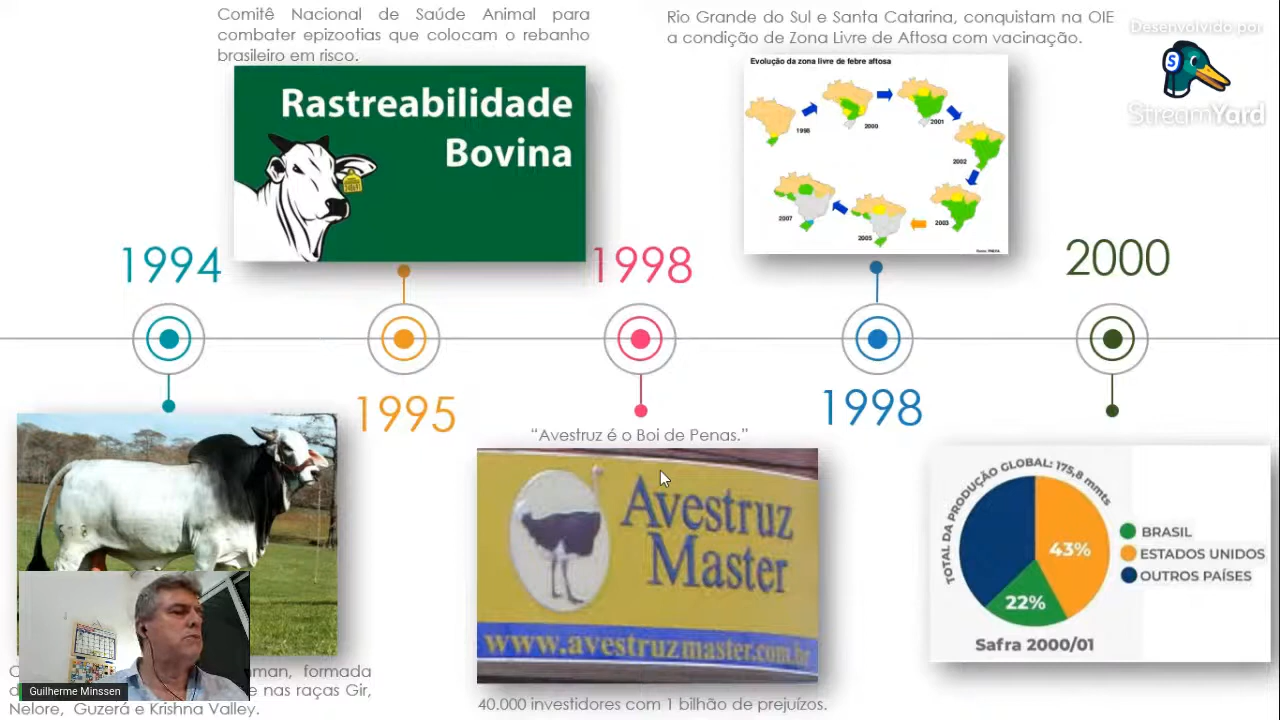 Comitê Nacional de Saúde Animal para
combater epizootias que colocam o rebanho
brasileiro em risco.
Rio Grande do Sul e Santa Catarina, conquistam na OIE
a condição de Zona Livre de Aftosa com vacinação.
Desenvolvido por
StreamYard
Rastreabilidade
Bovina
Evolução da zona livre de febre aftosa
1998
2000
2001
2002
2003
2005
2007
1994
1998
2000
1995
1998
"Avestruz é o Boi de Penas."
Avestruz
Master
www.avestruzmaster.com.br
40.000 investidores com 1 bilhão de prejuízos.
TOTAL DA PRODUÇÃO GLOBAL: 175,8 mmts
43%
22%
BRASIL
ESTADOS UNIDOS
OUTROS PAÍSES
Safra 2000/01
formada
nas raças Gir,
Nelore, Guzerá e Krishna Valley.
Guilherme Minssen